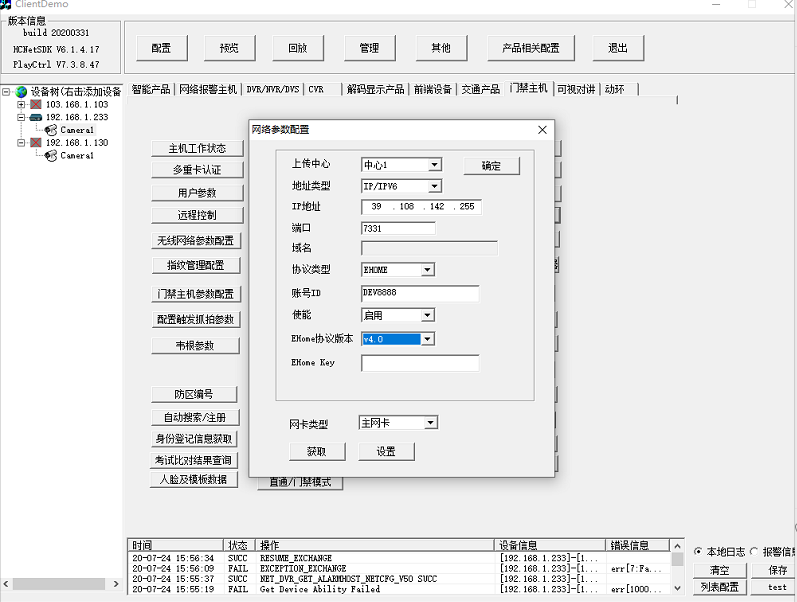 ClientDemo
版本信息
build 20200331
HCNetSDK V6.1.4.17
PlayCtrl V7.3.8.47
配置 预览 回放 管理 其他 产品相关配置 退出
设备树(右击添加设备
103.168.1.103
192.168.1.233
Camera1
192.168.1.130
Camera1
智能产品 网络报警主机 DVR/NVR/DVS CVR 解码显示产品 前端设备 交通产品 门禁主机 可视对讲 动环
主机工作状态
多重卡认证
用户参数
远程控制
无线网络参数配置
指纹管理配置
门禁主机参数配置
配置触发抓拍参数
韦根参数
防区编号
自动搜索/注册
身份登记信息获取
考试比对结果查询
人脸及模板数据
直通/门禁模式
网络参数配置
上传中心 中心1 确定
地址类型 IP/IPV6
IP地址 39 . 108 . 142 . 255
端口 7331
域名
协议类型 EHOME
账号ID DEV8888
使能 启用
EHome协议版本 v4.0
EHome Key
网卡类型 主网卡
获取 设置
时间 状态 操作 设备信息 错误信息
20-07-24 15:56:34 SUCC RESUME_EXCHANGE [192.168.1.233]-[1...
20-07-24 15:56:09 FAIL EXCEPTION_EXCHANGE [192.168.1.233]-[1... err[7:Fa...
20-07-24 15:55:37 SUCC NET_DVR_GET_ALARMHOST_NETCFG_V50 SUCC [192.168.1.233]-[1...
20-07-24 15:55:19 FAIL Get Device Ability Failed [192.168.1.233]-[1... err[1000...
本地日志 报警信息
清空 保存
列表配置 test